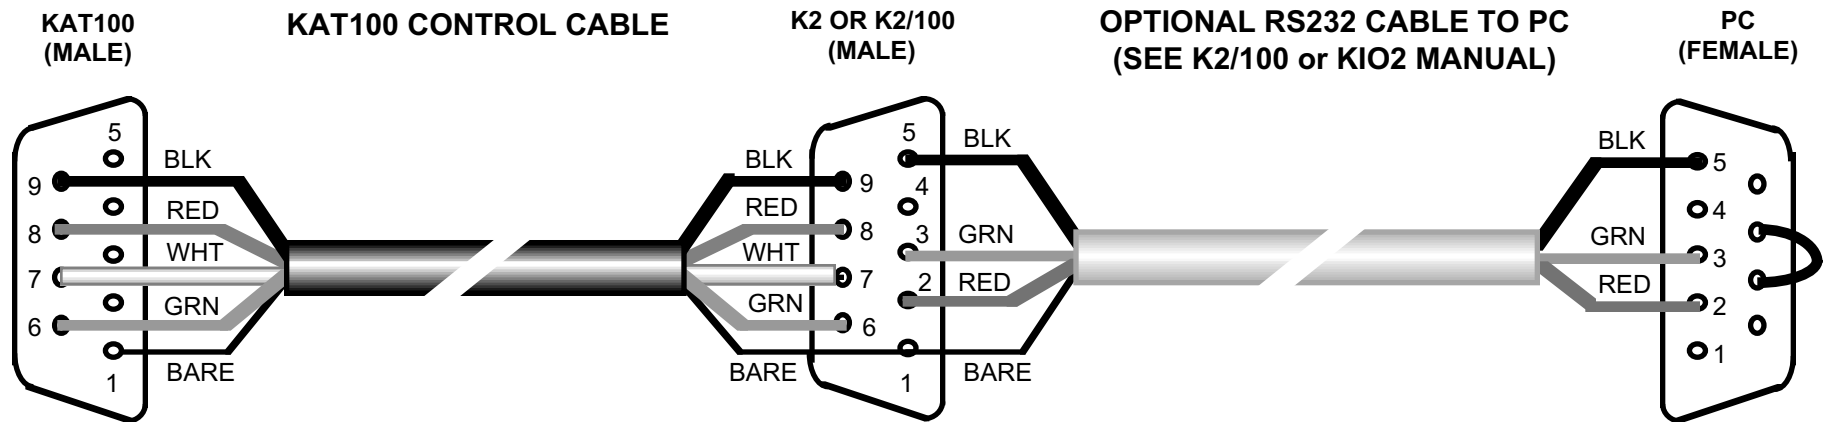 KAT100
(MALE)
KAT100 CONTROL CABLE
K2 OR K2/100
(MALE)
OPTIONAL RS232 CABLE TO PC
(SEE K2/100 or KIO2 MANUAL)
PC
(FEMALE)
5
9
8
7
6
1
BLK
RED
WHT
GRN
BARE
BLK
RED
WHT
GRN
BARE
5
9
4
8
3
7
2
6
1
BLK
GRN
RED
BARE
BLK
GRN
RED
5
4
3
2
1